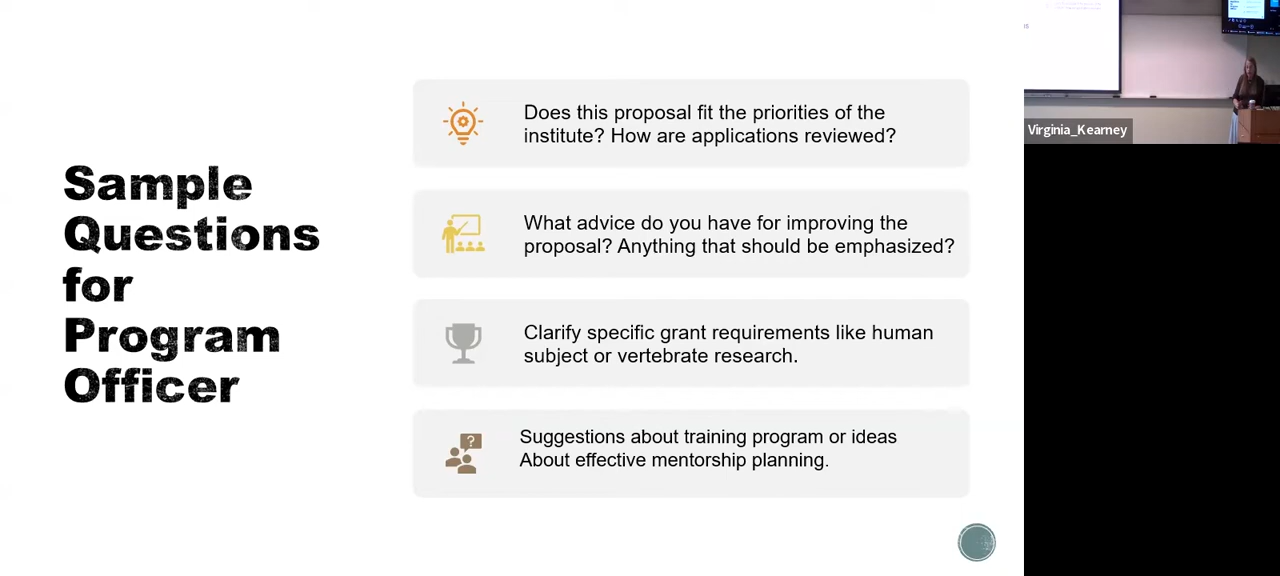 Sample
Questions
for
Program
Officer
Does this proposal fit the priorities of the
institute? How are applications reviewed?
What advice do you have for improving the
proposal? Anything that should be emphasized?
Clarify specific grant requirements like human
subject or vertebrate research.
?
Suggestions about training program or ideas
About effective mentorship planning.
Virginia_Kearney